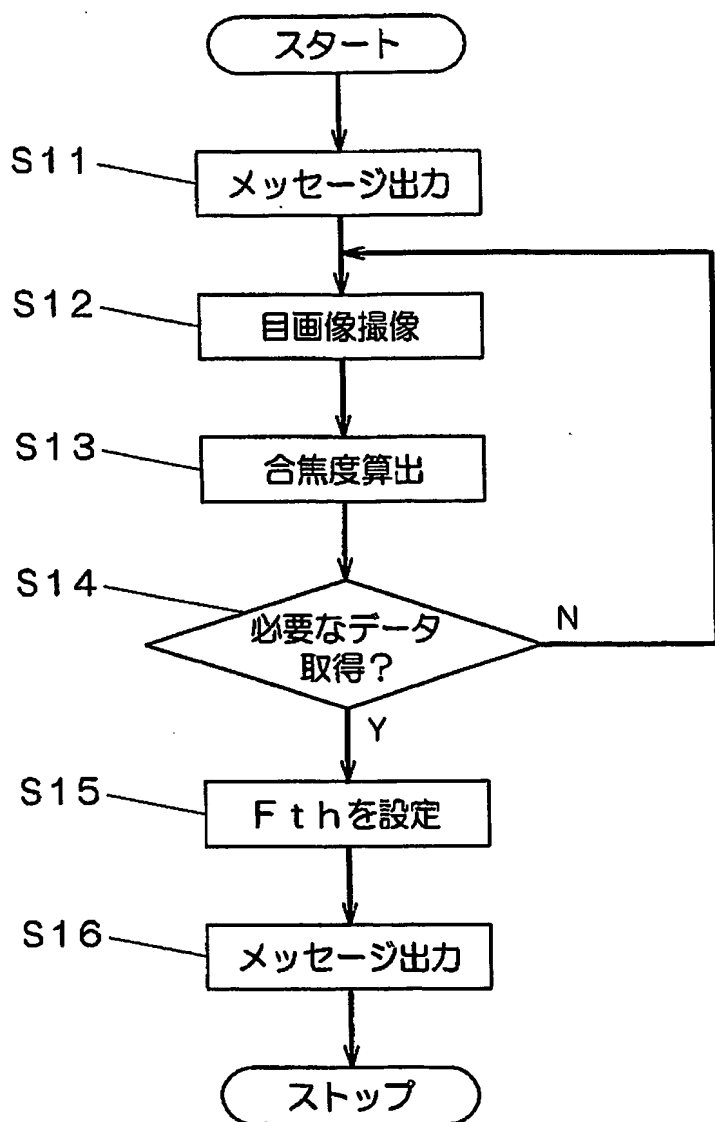 スタート
S11
メッセージ出力
S12
目画像撮像
S13
合焦度算出
S14
必要なデータ
取得？
N
Y
S15
Ｆｔｈを設定
S16
メッセージ出力
ストップ